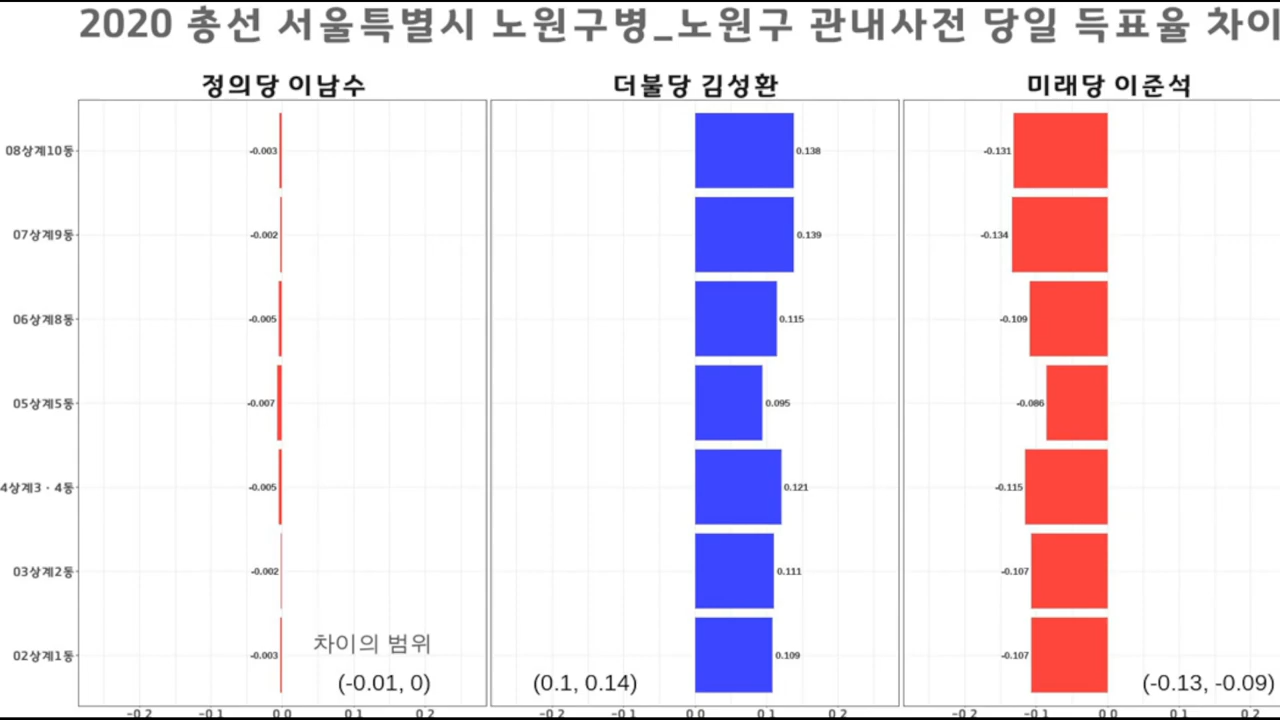 2020 총선 서울특별시 노원구병_노원구 관내사전 당일 득표율 차이
정의당 이남수 더불당 김성환 미래당 이준석
08상계10동 -0.003 0.138 -0.131
07상계9동 -0.002 0.139 -0.134
06상계8동 -0.005 0.115 -0.109
05상계5동 -0.007 0.095 -0.086
4상계3 · 4동 -0.005 0.121 -0.115
03상계2동 -0.002 0.111 -0.107
차이의 범위
02상계1동 -0.003 0.109 -0.107
(-0.01, 0) (0.1, 0.14) (-0.13, -0.09)
-0.2 -0.1 0.0 0.1 0.2 -0.2 -0.1 0.0 0.1 0.2 -0.2 -0.1 0.0 0.1 0.2